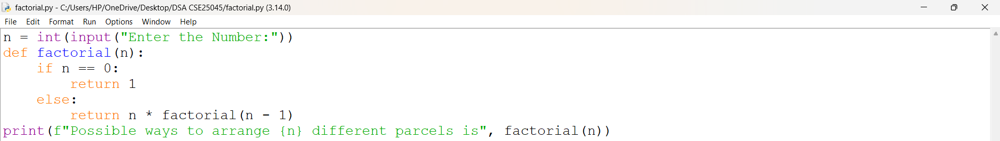 factorial.py - C:/Users/HP/OneDrive/Desktop/DSA CSE25045/factorial.py (3.14.0)
File Edit Format Run Options Window Help
n = int(input("Enter the Number:"))
def factorial(n):
    if n == 0:
        return 1
    else:
        return n * factorial(n - 1)
print(f"Possible ways to arrange {n} different parcels is", factorial(n))